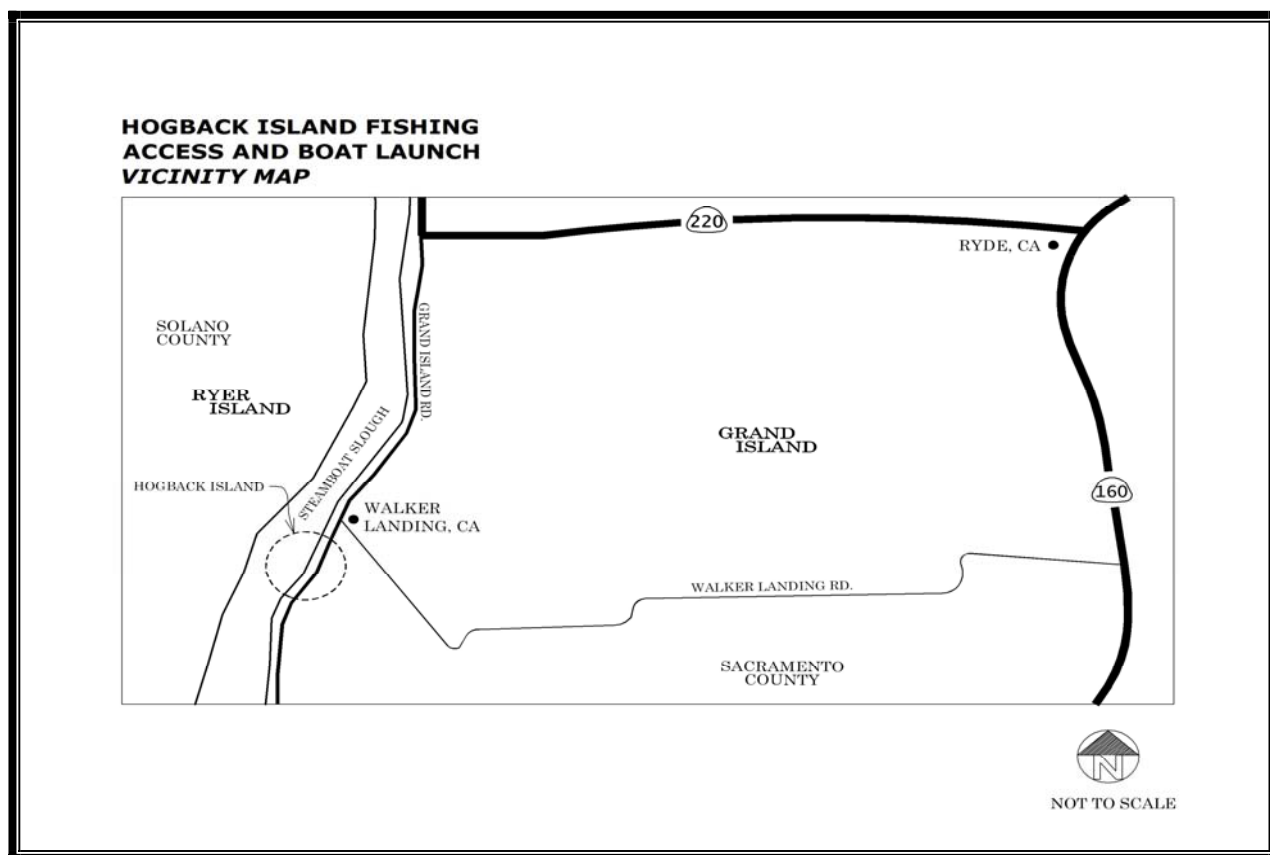 HOGBACK ISLAND FISHING
ACCESS AND BOAT LAUNCH
VICINITY MAP
220
RYDE, CA
SOLANO
COUNTY
GRAND ISLAND RD.
RYER
ISLAND
STEAMBOAT SLOUGH
GRAND
ISLAND
HOGBACK ISLAND
160
WALKER
LANDING, CA
WALKER LANDING RD.
SACRAMENTO
COUNTY
N
NOT TO SCALE